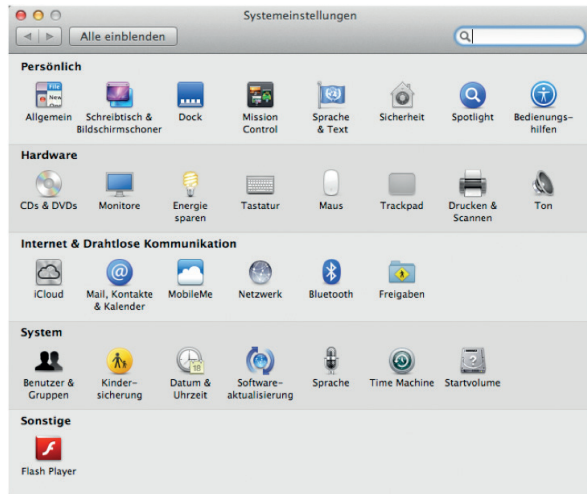 Systemeinstellungen
Alle einblenden
Persönlich
Allgemein
Schreibtisch &
Bildschirmschoner
Dock
Mission
Control
Sprache
& Text
Sicherheit
Spotlight
Bedienungs-
hilfen
Hardware
CDs & DVDs
Monitore
Energie
sparen
Tastatur
Maus
Trackpad
Drucken &
Scannen
Ton
Internet & Drahtlose Kommunikation
iCloud
Mail, Kontakte
& Kalender
MobileMe
Netzwerk
Bluetooth
Freigaben
System
Benutzer &
Gruppen
Kinder-
sicherung
Datum &
Uhrzeit
Software-
aktualisierung
Sprache
Time Machine
Startvolume
Sonstige
Flash Player